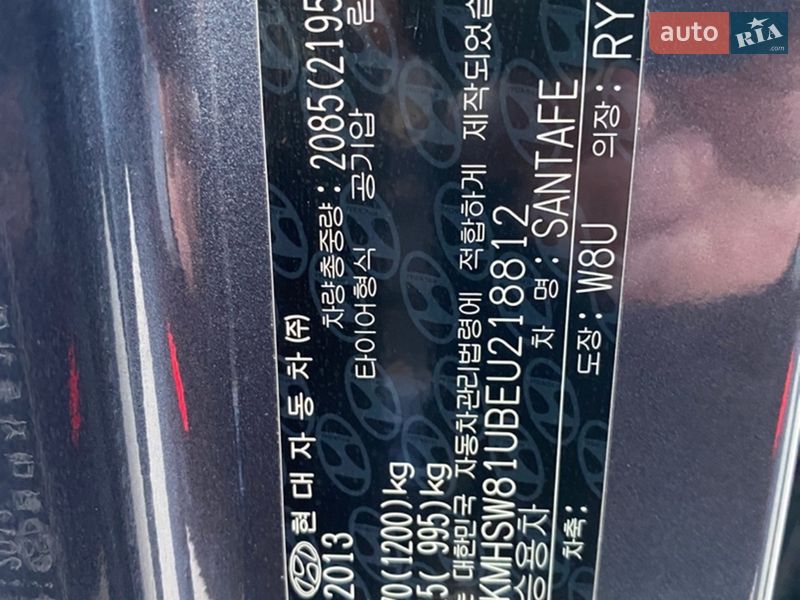 현대자동차(주)
2013 차량총중량: 2085(2195
70(1200)kg 타이어형식 공기압
5( 995)kg
대한민국 자동차관리법령에 적합하게 제작되었습
KMHSW81UBEU218812
승용차 차 명: SANTAFE
차축: 도장: W8U 의장: RY
auto RIA
.com